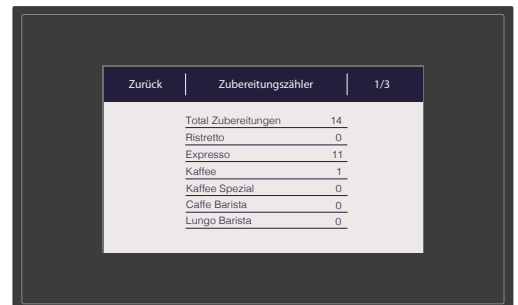 Zurück Zubereitungszähler 1/3
Total Zubereitungen 14
Ristretto 0
Expresso 11
Kaffee 1
Kaffee Spezial 0
Caffe Barista 0
Lungo Barista 0